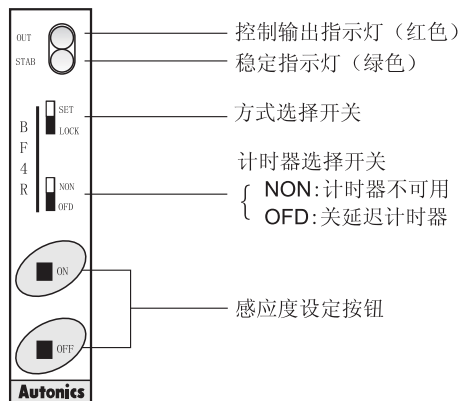 OUT
控制输出指示灯（红色）
STAB
稳定指示灯（绿色）
SET
方式选择开关
LOCK
B
F
4
R
计时器选择开关
NON
NON:计时器不可用
OFD
OFD:关延迟计时器
ON
感应度设定按钮
OFF
Autonics